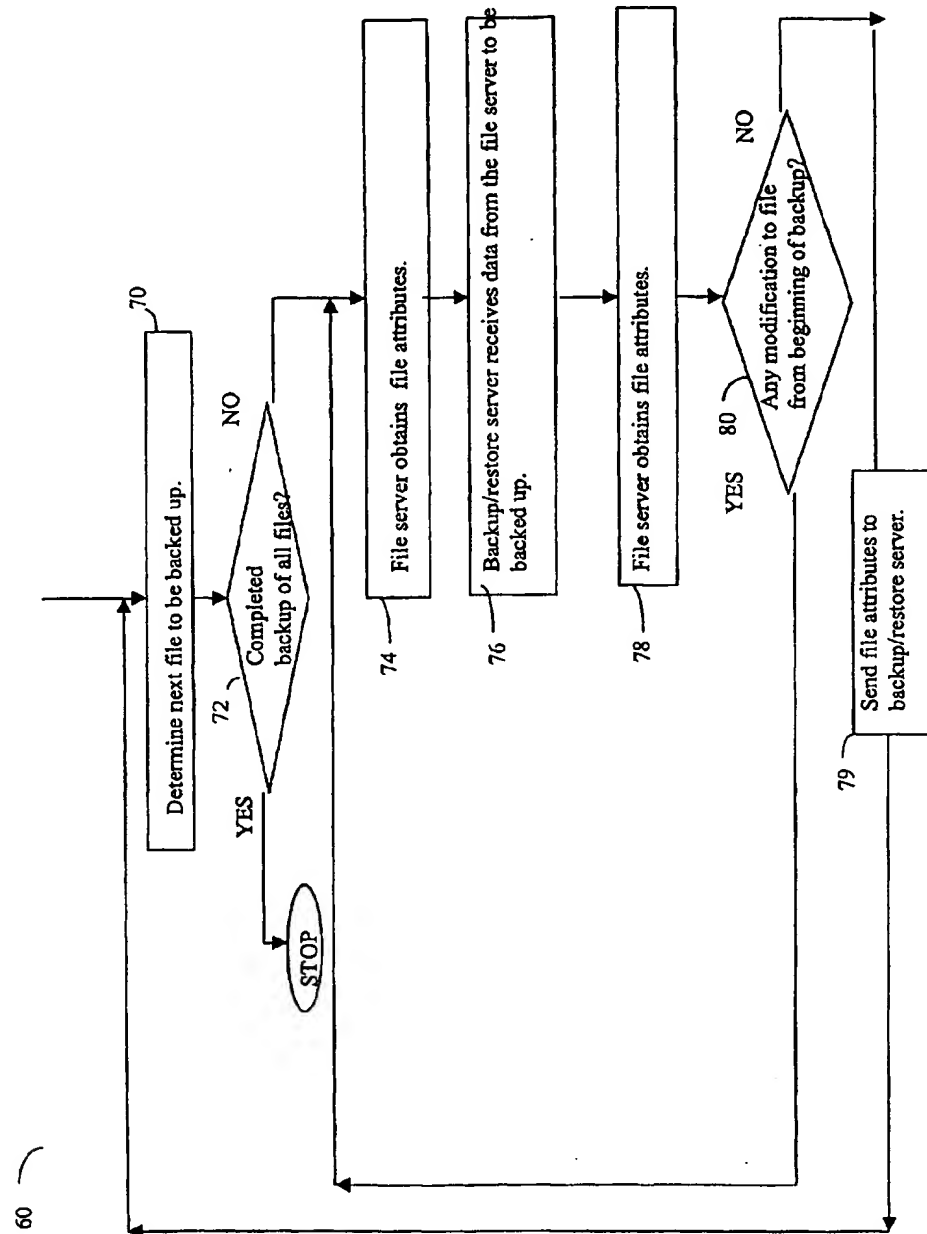 60
70
Determine next file to be backed up.
72
Completed
backup of all files?
YES
NO
STOP
File server obtains file attributes.
74
Backup/restore server receives data from the file server to be
backed up.
76
File server obtains file attributes.
78
80
Any modification to file
from beginning of backup?
YES
NO
Send file attributes to
backup/restore server.
79